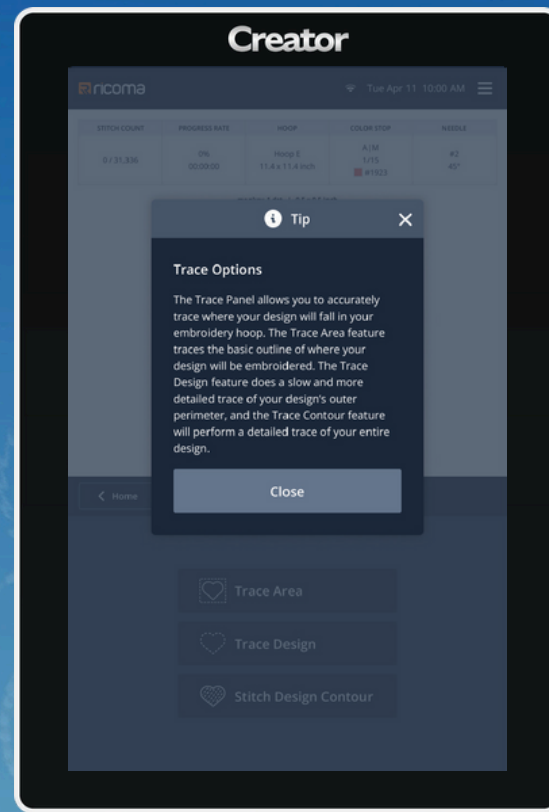 Creator
ricoma
Tue Apr 11 10:00 AM
STITCH COUNT PROGRESS RATE HOOP COLOR STOP NEEDLE
0 / 31,836 0% Hoop E A|M #2
00:00:00 11.4 x 11.4 inch 1/15 45°
#1923
Tip
Trace Options
The Trace Panel allows you to accurately
trace where your design will fall in your
embroidery hoop. The Trace Area feature
traces the basic outline of where your
design will be embroidered. The Trace
Design feature does a slow and more
detailed trace of your design's outer
perimeter, and the Trace Contour feature
will perform a detailed trace of your entire
design.
Close
Home
Trace Area
Trace Design
Stitch Design Contour